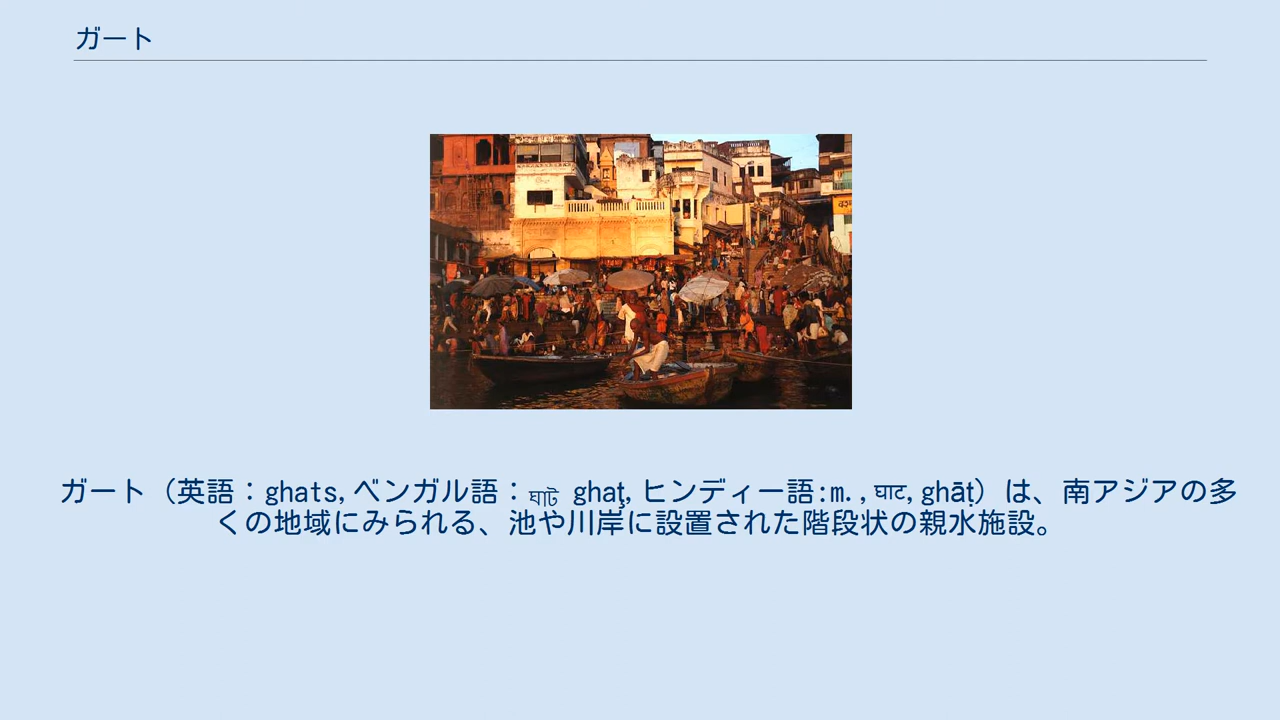 ガート
ガート（英語：ghats,ベンガル語：ঘাট ghaţ,ヒンディー語:m.,घाट,ghāṭ）は、南アジアの多
くの地域にみられる、池や川岸に設置された階段状の親水施設。